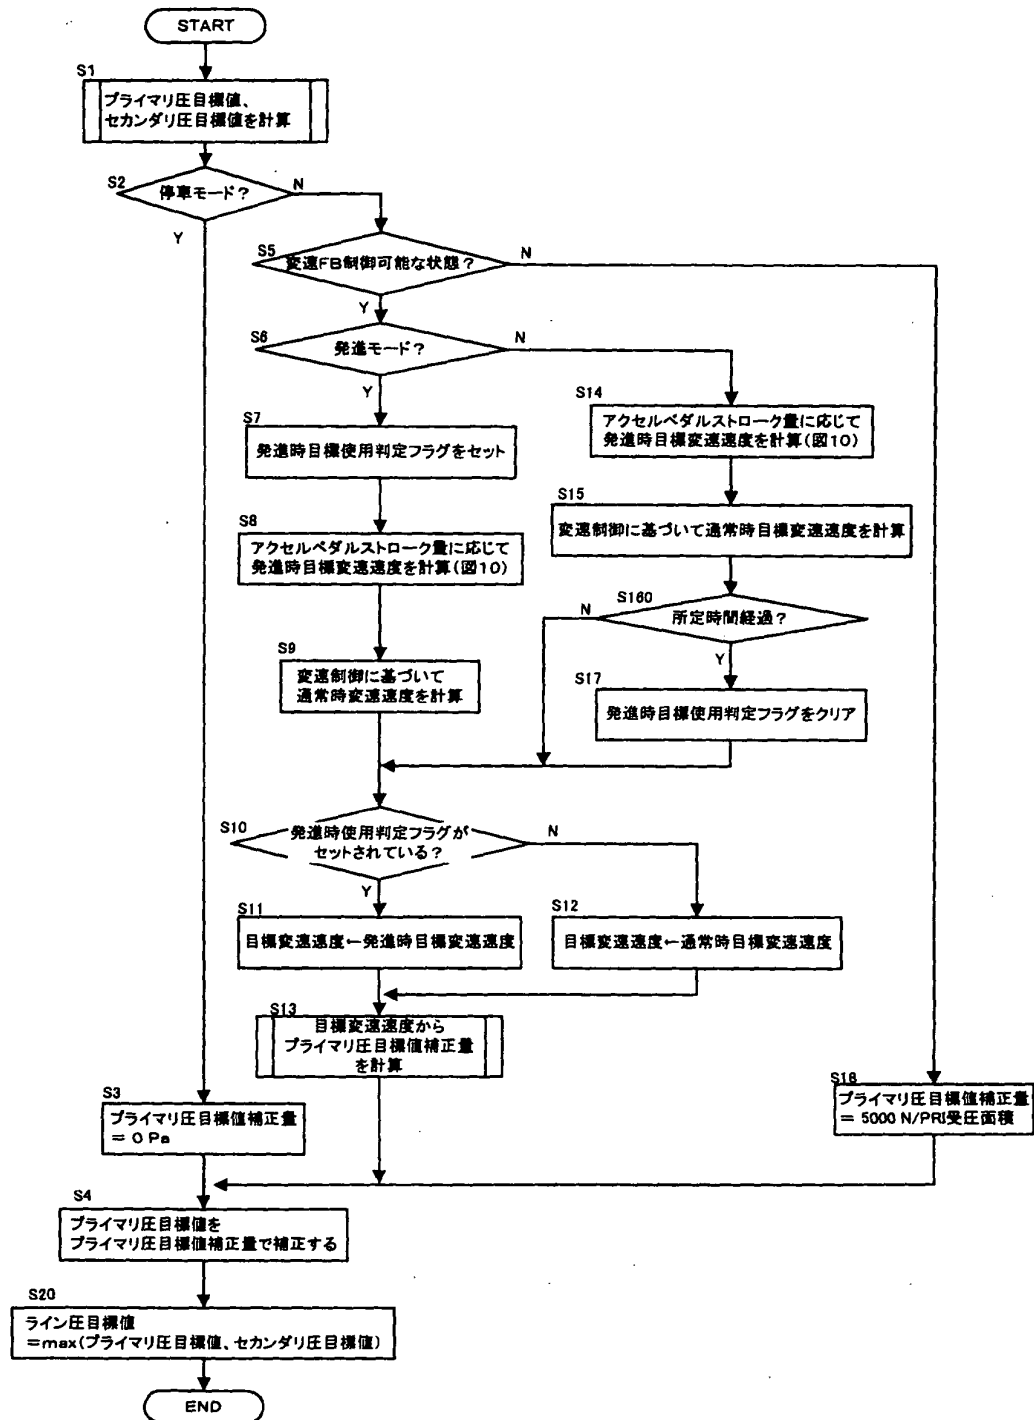 START
S1
プライマリ圧目標値、
セカンダリ圧目標値を計算
S2
停車モード?
N
Y
S5
変速FB制御可能な状態?
N
Y
S6
発進モード?
N
Y
S7
発進時目標使用判定フラグをセット
S14
アクセルペダルストローク量に応じて
発進時目標変速速度を計算(図10)
S8
アクセルペダルストローク量に応じて
発進時目標変速速度を計算(図10)
S15
変速制御に基づいて通常時目標変速速度を計算
S160
所定時間経過?
N
Y
S9
変速制御に基づいて
通常時変速速度を計算
S17
発進時目標使用判定フラグをクリア
S10
発進時使用判定フラグが
セットされている?
N
Y
S11
目標変速速度←発進時目標変速速度
S12
目標変速速度←通常時目標変速速度
S13
目標変速速度から
プライマリ圧目標値補正量
を計算
S3
プライマリ圧目標値補正量
= 0 Pa
S18
プライマリ圧目標値補正量
= 5000 N/PRI受圧面積
S4
プライマリ圧目標値を
プライマリ圧目標値補正量で補正する
S20
ライン圧目標値
=max(プライマリ圧目標値、セカンダリ圧目標値)
END